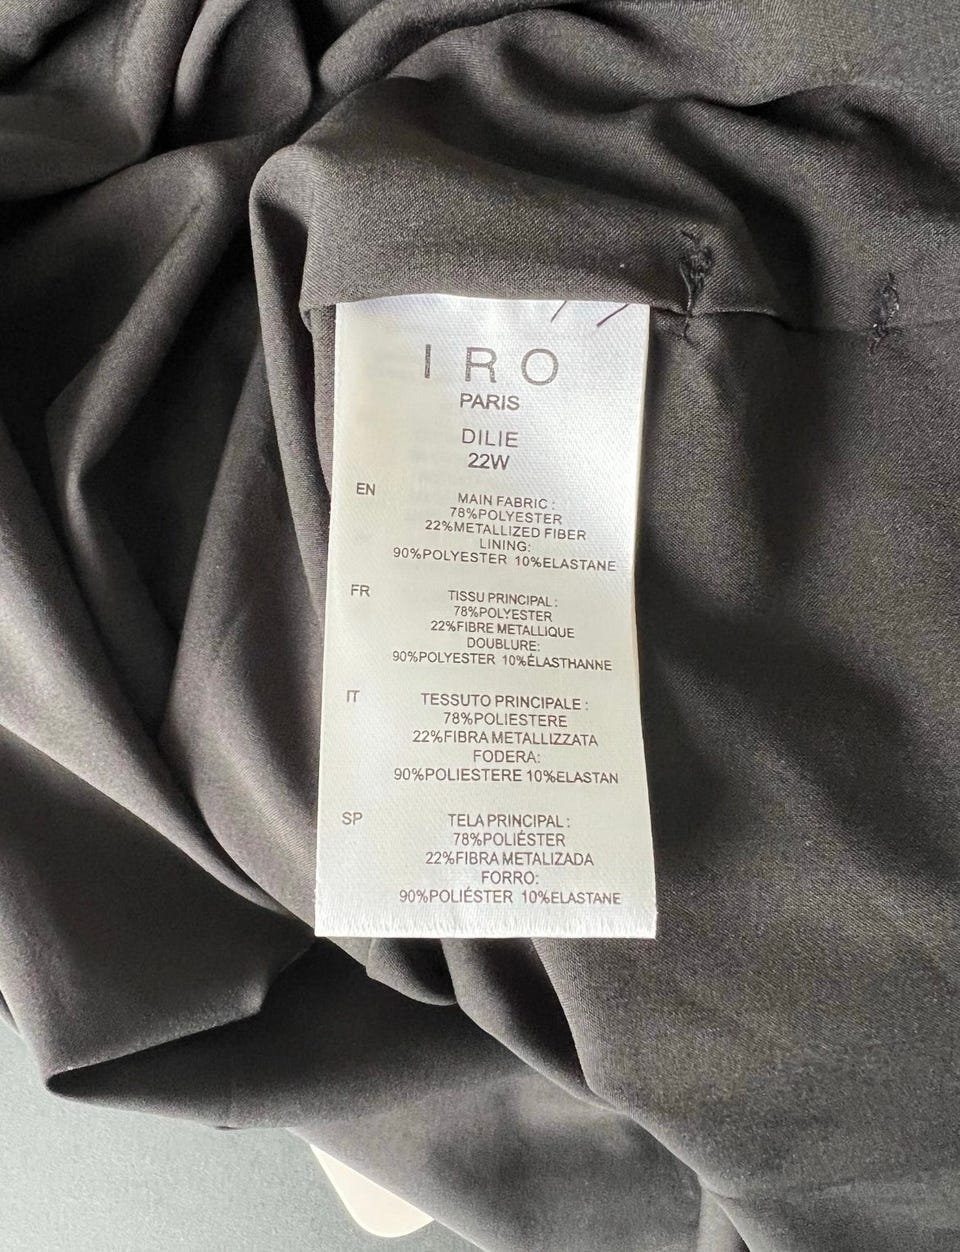 IRO
PARIS
DILIE
22W
EN
MAIN FABRIC :
78%POLYESTER
22%METALLIZED FIBER
LINING:
90%POLYESTER 10%ELASTANE
FR
TISSU PRINCIPAL :
78%POLYESTER
22%FIBRE METALLIQUE
DOUBLURE:
90%POLYESTER 10%ÉLASTHANNE
IT
TESSUTO PRINCIPALE :
78%POLIESTERE
22%FIBRA METALLIZZATA
FODERA:
90%POLIESTERE 10%ELASTAN
SP
TELA PRINCIPAL :
78%POLIÉSTER
22%FIBRA METALIZADA
FORRO:
90%POLIÉSTER 10%ELASTANE